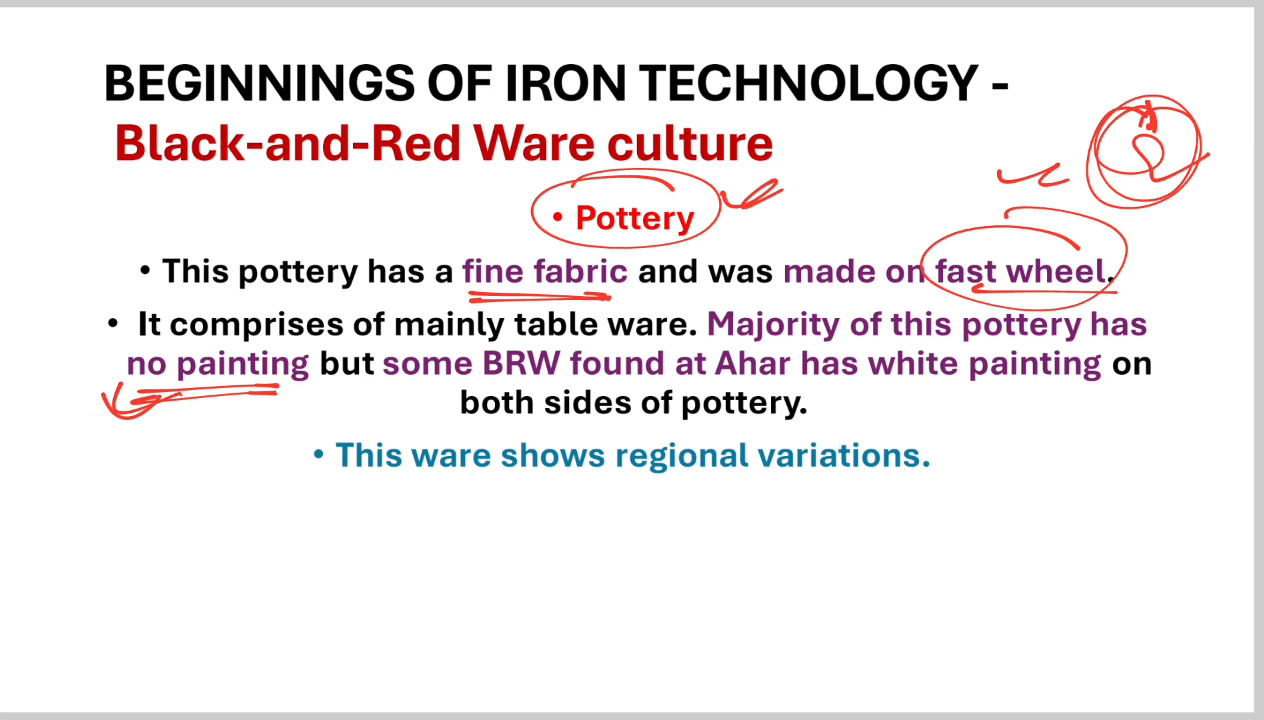 BEGINNINGS OF IRON TECHNOLOGY -
Black-and-Red Ware culture
• Pottery
• This pottery has a fine fabric and was made on fast wheel.
• It comprises of mainly table ware. Majority of this pottery has
no painting but some BRW found at Ahar has white painting on
both sides of pottery.
• This ware shows regional variations.